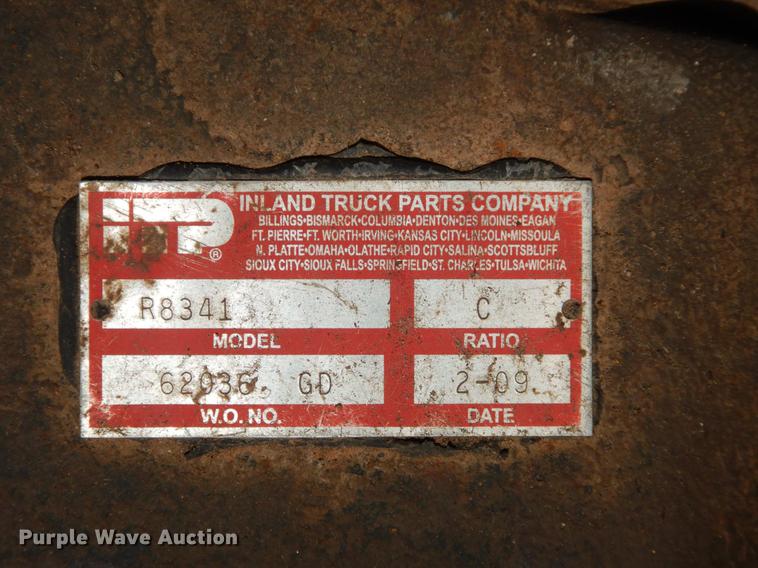 ITP®
INLAND TRUCK PARTS COMPANY
BILLINGS•BISMARCK•COLUMBIA•DENTON•DES MOINES•EAGAN
FT. PIERRE•FT. WORTH•IRVING•KANSAS CITY•LINCOLN•MISSOULA
N. PLATTE•OMAHA•OLATHE•RAPID CITY•SALINA•SCOTTSBLUFF
SIOUX CITY•SIOUX FALLS•SPRINGFIELD•ST. CHARLES•TULSA•WICHITA
R8341 C
MODEL RATIO
62936 GD 2-09
W.O. NO. DATE
Purple Wave Auction